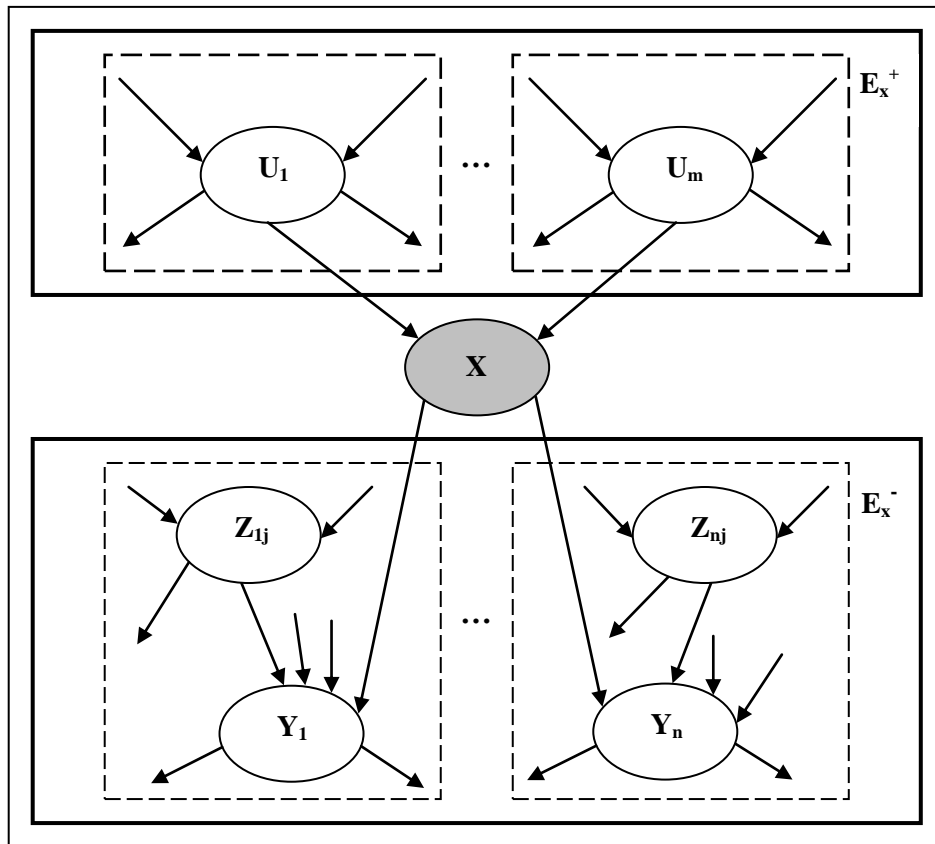 Eₓ⁺
U₁ ... Uₘ
X
Eₓ⁻
Z₁ⱼ Zₙⱼ
...
Y₁ Yₙ